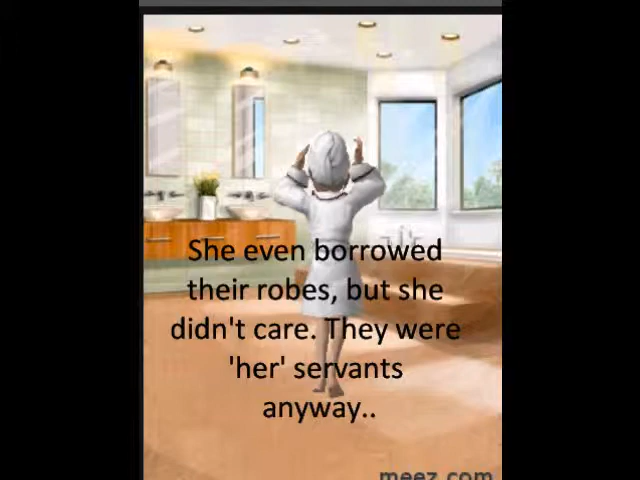 She even borrowed
their robes, but she
didn't care. They were
'her' servants
anyway..
meez.com